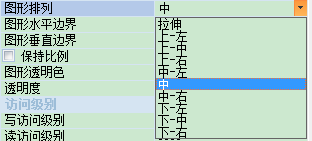 图形排列 中
图形水平边界 拉伸
图形垂直边界 上-左
保持比例 上-中
图形透明色 上-右
透明度 中-左
访问级别 中
写访问级别 中-右
读访问级别 下-左
下-中
下-右